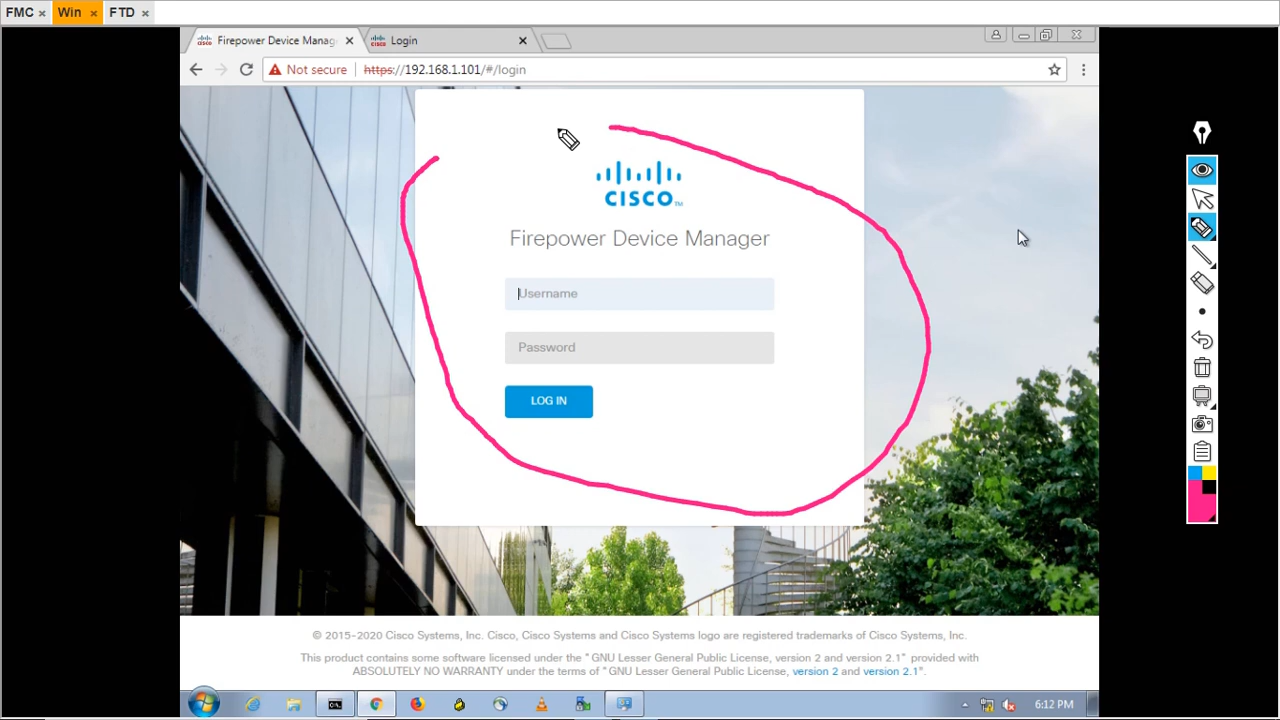 FMC
Win
FTD
Firepower Device Manag
Login
Not secure
https://192.168.1.101/#/login
CISCO™
Firepower Device Manager
Username
Password
LOG IN
© 2015-2020 Cisco Systems, Inc. Cisco, Cisco Systems and Cisco Systems logo are registered trademarks of Cisco Systems, Inc.
This product contains some software licensed under the "GNU Lesser General Public License, version 2 and version 2.1" provided with
ABSOLUTELY NO WARRANTY under the terms of "GNU Lesser General Public License, version 2 and version 2.1".
6:12 PM